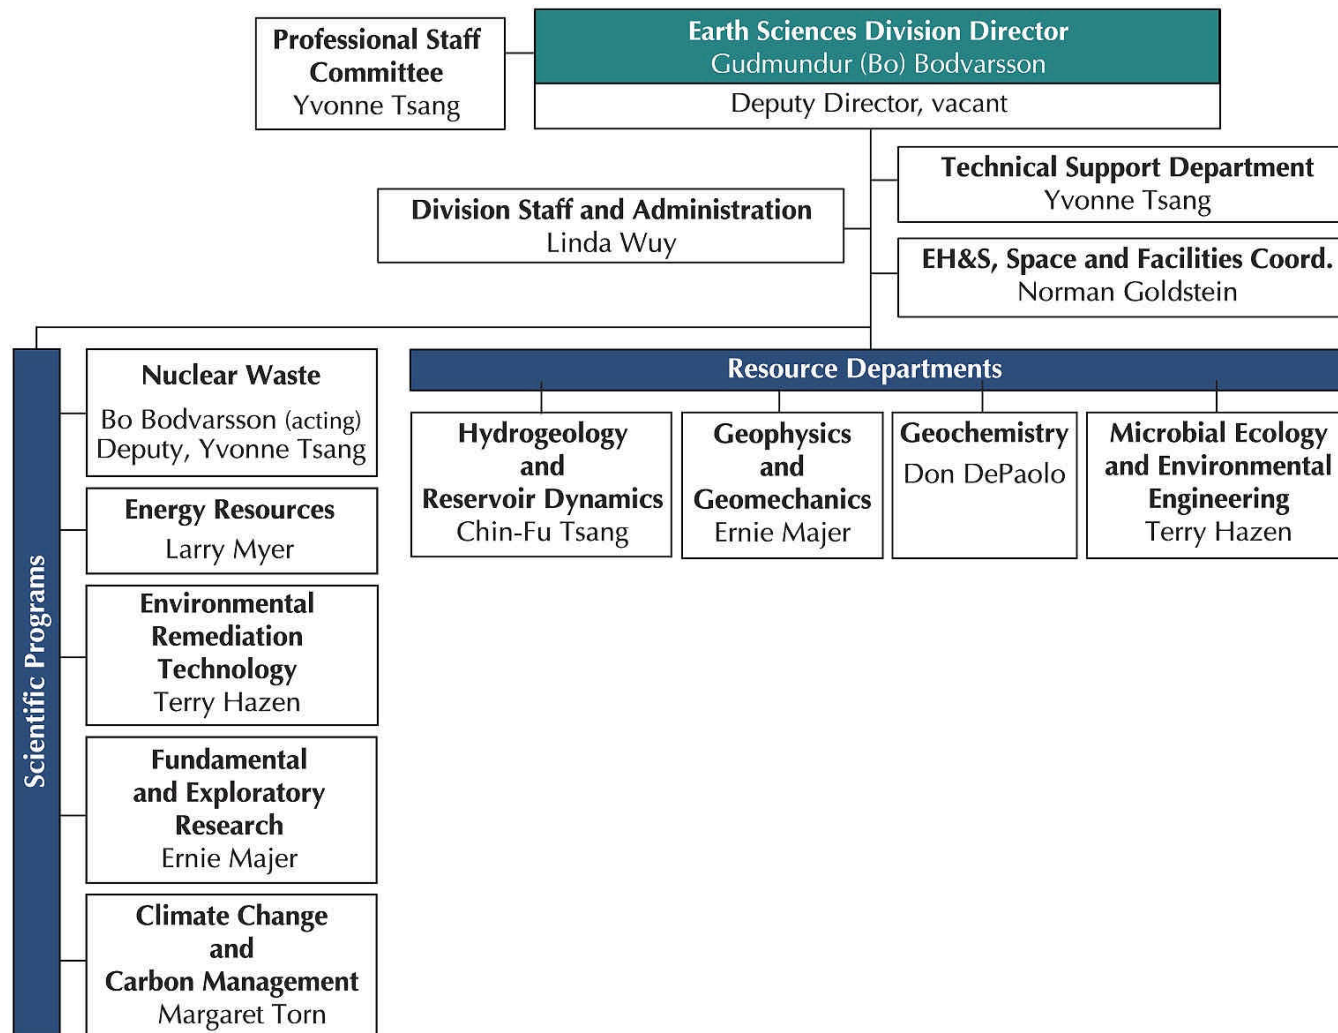 Professional Staff
Committee
Yvonne Tsang
Earth Sciences Division Director
Gudmundur (Bo) Bodvarsson
Deputy Director, vacant
Technical Support Department
Yvonne Tsang
Division Staff and Administration
Linda Wuy
EH&S, Space and Facilities Coord.
Norman Goldstein
Scientific Programs
Nuclear Waste
Bo Bodvarsson (acting)
Deputy, Yvonne Tsang
Energy Resources
Larry Myer
Environmental
Remediation
Technology
Terry Hazen
Fundamental
and Exploratory
Research
Ernie Majer
Climate Change
and
Carbon Management
Margaret Torn
Resource Departments
Hydrogeology
and
Reservoir Dynamics
Chin-Fu Tsang
Geophysics
and
Geomechanics
Ernie Majer
Geochemistry
Don DePaolo
Microbial Ecology
and Environmental
Engineering
Terry Hazen